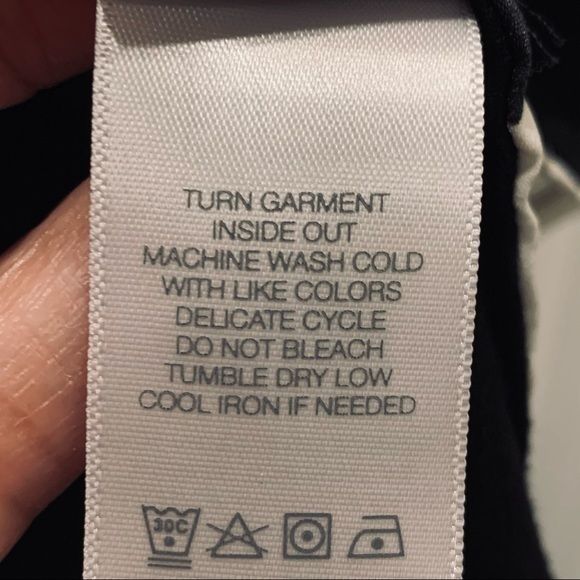 TURN GARMENT
INSIDE OUT
MACHINE WASH COLD
WITH LIKE COLORS
DELICATE CYCLE
DO NOT BLEACH
TUMBLE DRY LOW
COOL IRON IF NEEDED
30C